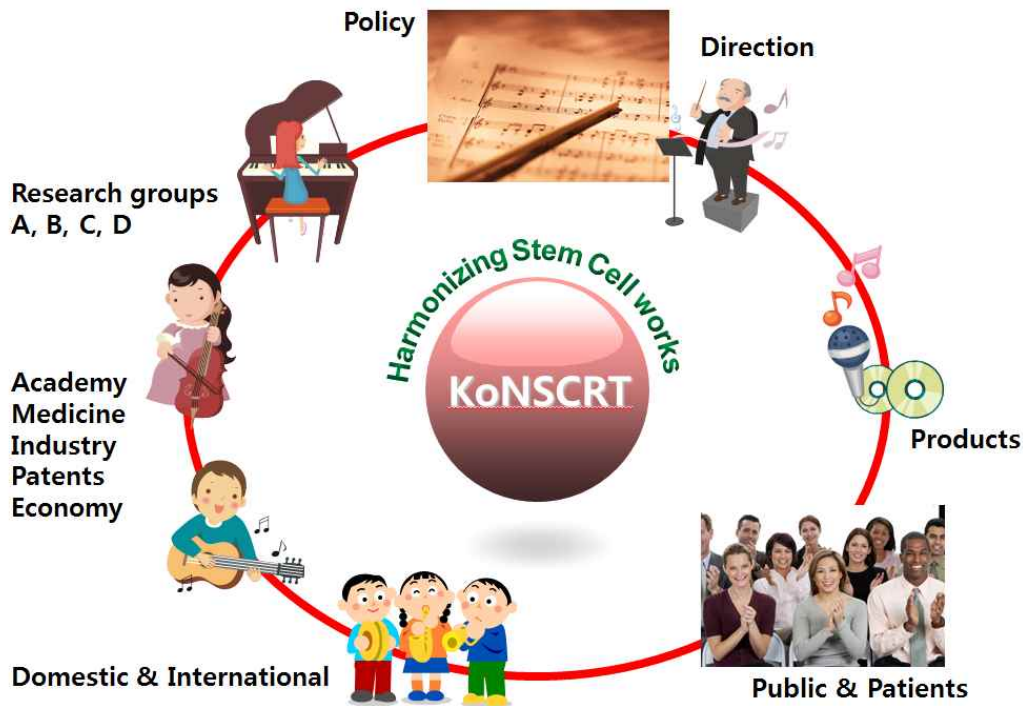 Policy
Direction
Research groups
A, B, C, D
Harmonizing Stem Cell works
KoNSCRT
Academy
Medicine
Industry
Patents
Economy
Products
Domestic & International
Public & Patients